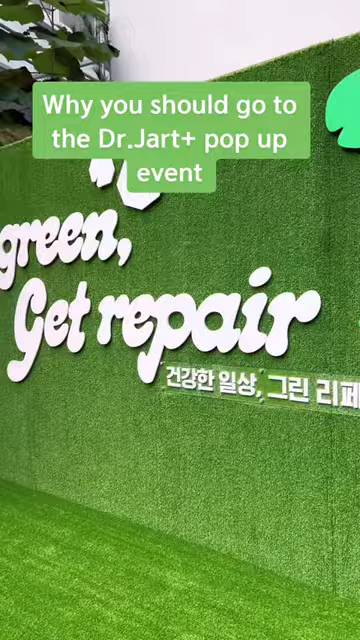 Why you should go to
the Dr.Jart+ pop up
event
green,
Get repair
건강한 일상, 그린 리페